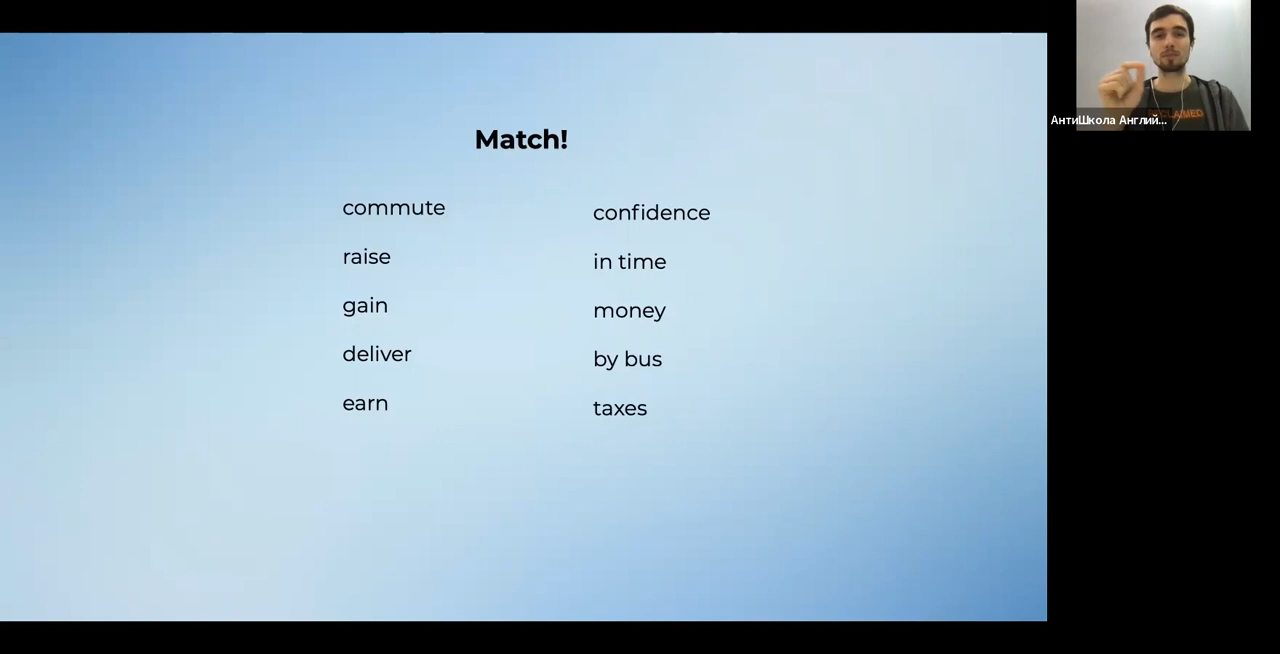 Match!
commute
raise
gain
deliver
earn
confidence
in time
money
by bus
taxes
АнтиШкола Англий...